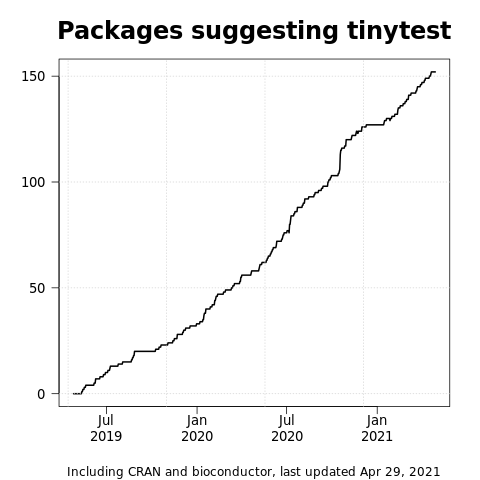 Packages suggesting tinytest
150
100
50
0
Jul
2019
Jan
2020
Jul
2020
Jan
2021
Including CRAN and bioconductor, last updated Apr 29, 2021